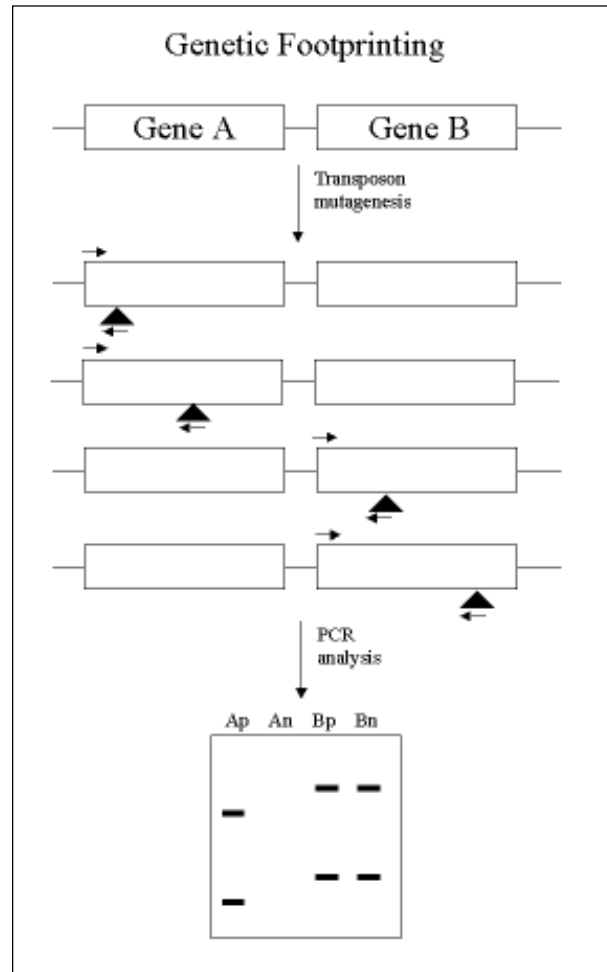 Genetic Footprinting
Gene A
Gene B
Transposon
mutagenesis
PCR
analysis
Ap An Bp Bn